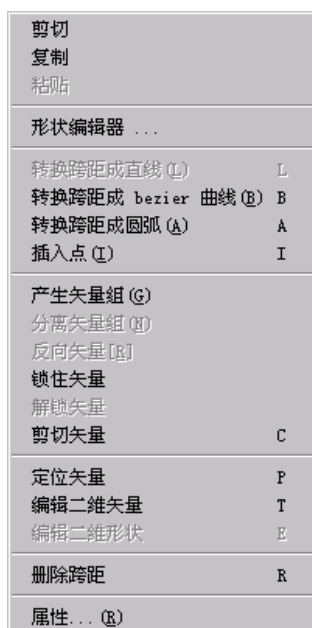 剪切
复制
粘贴
形状编辑器 ...
转换跨距成直线(L) L
转换跨距成 bezier 曲线(B) B
转换跨距成圆弧(A) A
插入点(I) I
产生矢量组(G)
分离矢量组(N)
反向矢量[R]
锁住矢量
解锁矢量
剪切矢量 C
定位矢量 P
编辑二维矢量 T
编辑二维形状 E
删除跨距 R
属性...(R)